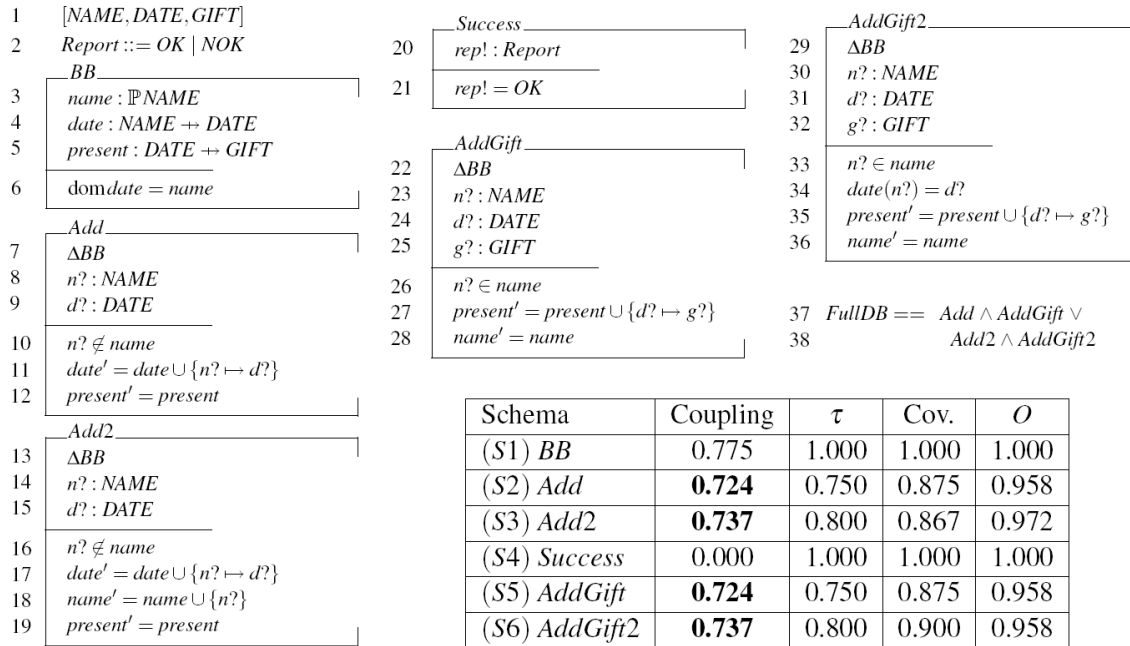 1 [NAME, DATE, GIFT]
2 Report ::= OK | NOK
BB
3 name : ℙ NAME
4 date : NAME ⇸ DATE
5 present : DATE ⇸ GIFT
6 domdate = name
Add
7 ΔBB
8 n? : NAME
9 d? : DATE
10 n? ∉ name
11 date′ = date ∪ {n? ↦ d?}
12 present′ = present
Add2
13 ΔBB
14 n? : NAME
15 d? : DATE
16 n? ∉ name
17 date′ = date ∪ {n? ↦ d?}
18 name′ = name ∪ {n?}
19 present′ = present
Success
20 rep! : Report
21 rep! = OK
AddGift
22 ΔBB
23 n? : NAME
24 d? : DATE
25 g? : GIFT
26 n? ∈ name
27 present′ = present ∪ {d? ↦ g?}
28 name′ = name
AddGift2
29 ΔBB
30 n? : NAME
31 d? : DATE
32 g? : GIFT
33 n? ∈ name
34 date(n?) = d?
35 present′ = present ∪ {d? ↦ g?}
36 name′ = name
37 FullDB == Add ∧ AddGift ∨
38 Add2 ∧ AddGift2
Schema Coupling τ Cov. O
(S1) BB 0.775 1.000 1.000 1.000
(S2) Add 0.724 0.750 0.875 0.958
(S3) Add2 0.737 0.800 0.867 0.972
(S4) Success 0.000 1.000 1.000 1.000
(S5) AddGift 0.724 0.750 0.875 0.958
(S6) AddGift2 0.737 0.800 0.900 0.958